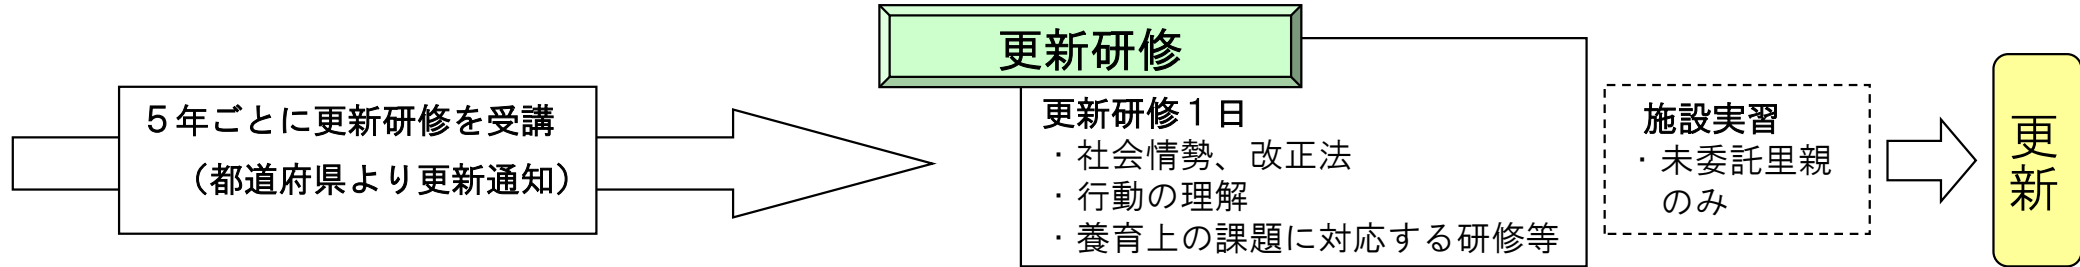 5年ごとに更新研修を受講
（都道府県より更新通知）
更新研修
更新研修1日
・社会情勢、改正法
・行動の理解
・養育上の課題に対応する研修等
施設実習
・未委託里親
のみ
更新